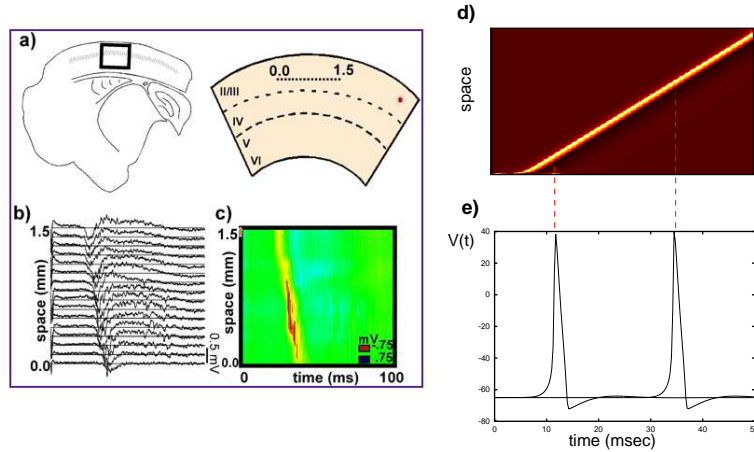 a)
0.0 1.5
II/III
IV
V
VI
b)
1.5
space (mm)
0.0
0.5 mV
c)
1.5
space (mm)
0.0
mV
-.75
.75
0 time (ms) 100
d)
space
e)
V(t)
40
20
0
-20
-40
-60
-80
0 10 20 30 40 50
time (msec)